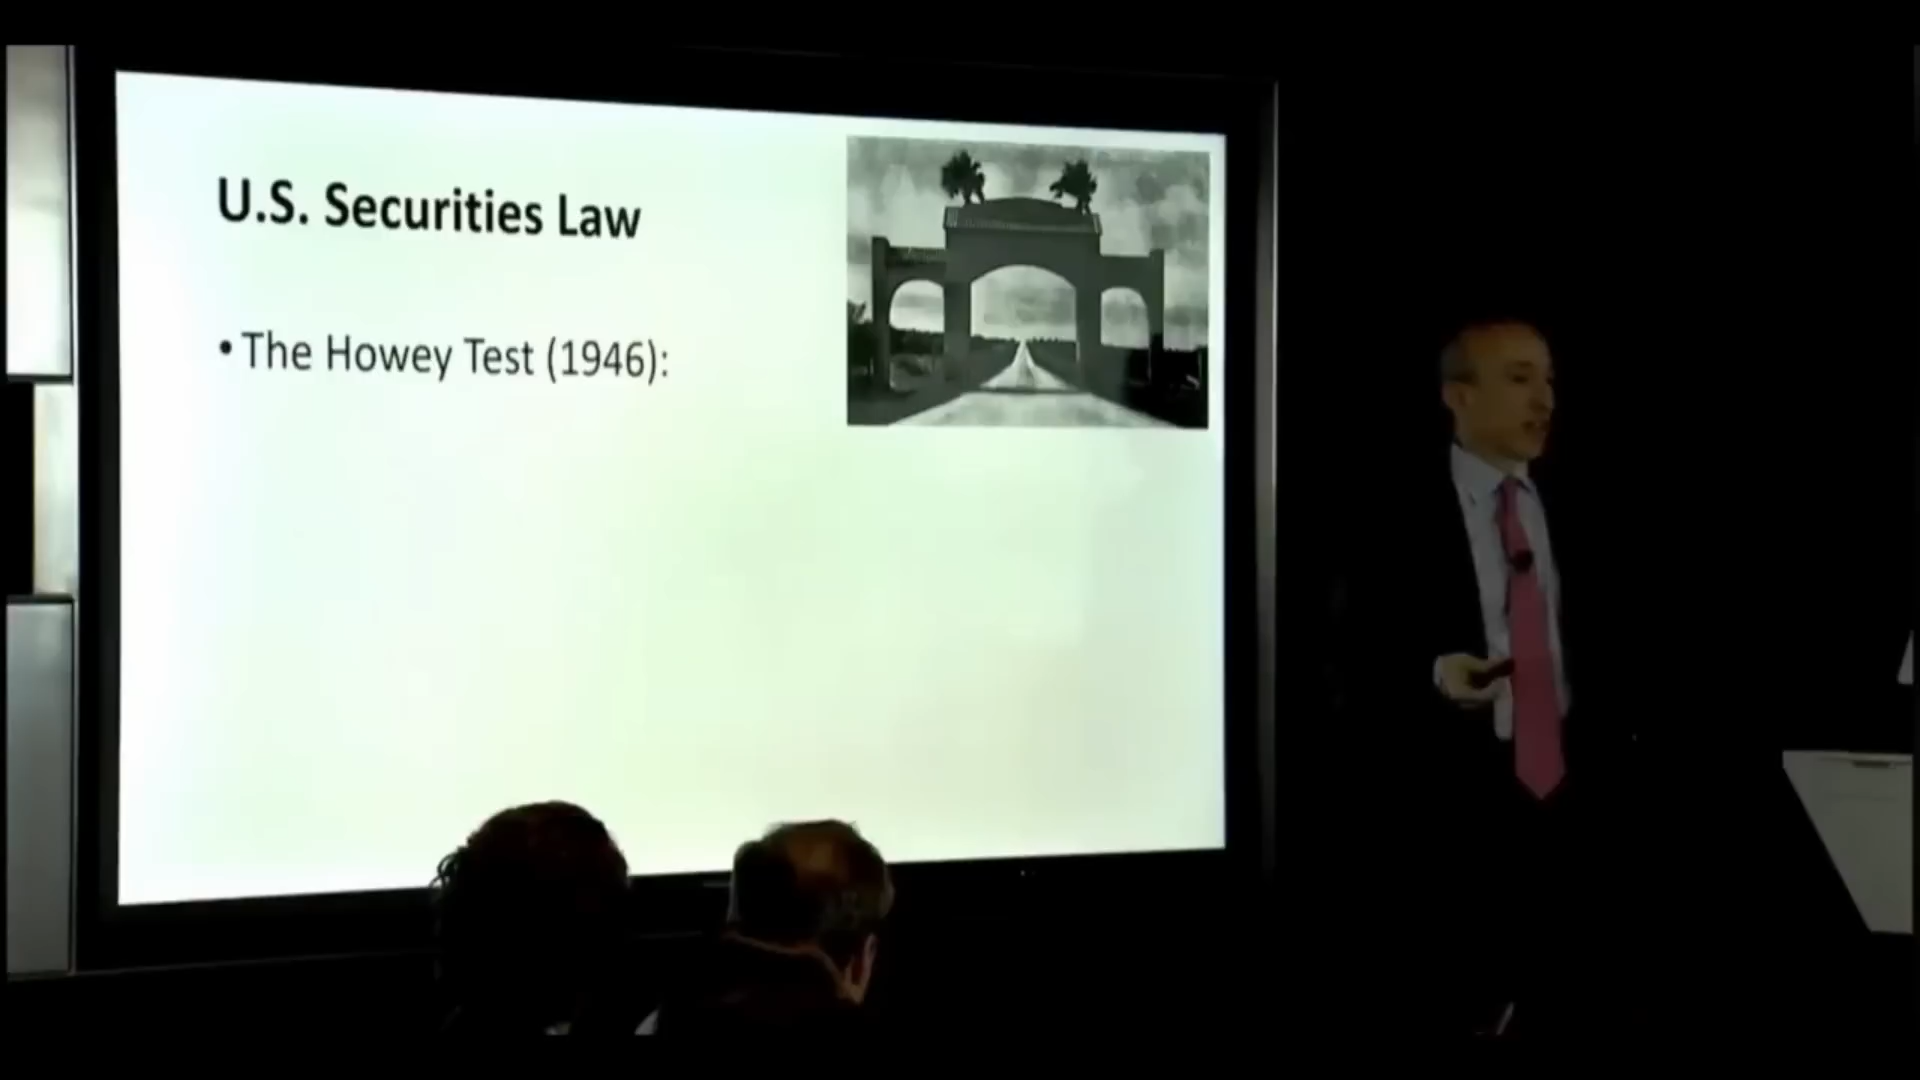 U.S. Securities Law
• The Howey Test (1946):